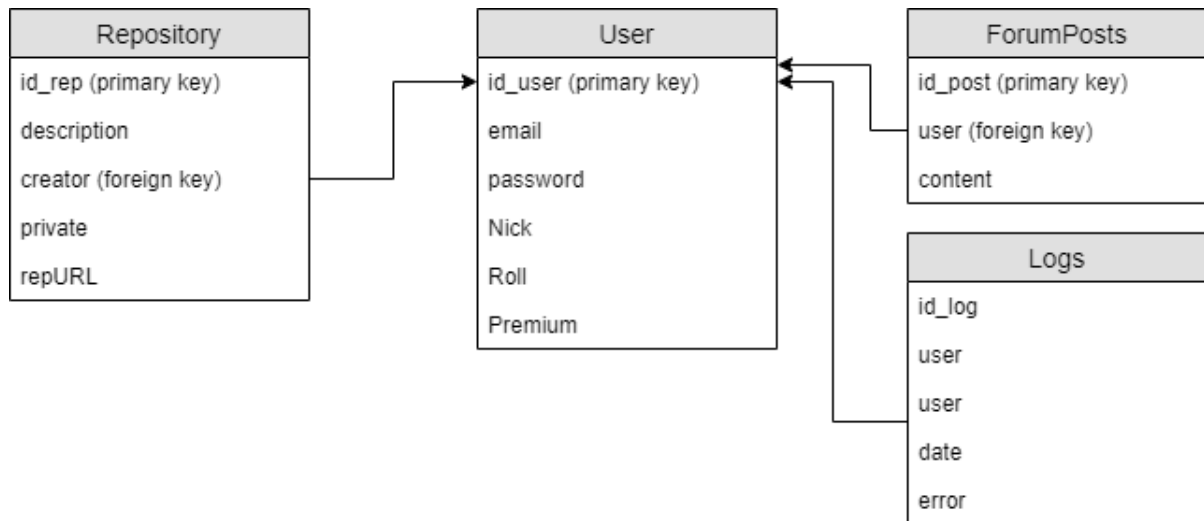 Repository
id_rep (primary key)
description
creator (foreign key)
private
repURL
User
id_user (primary key)
email
password
Nick
Roll
Premium
ForumPosts
id_post (primary key)
user (foreign key)
content
Logs
id_log
user
user
date
error